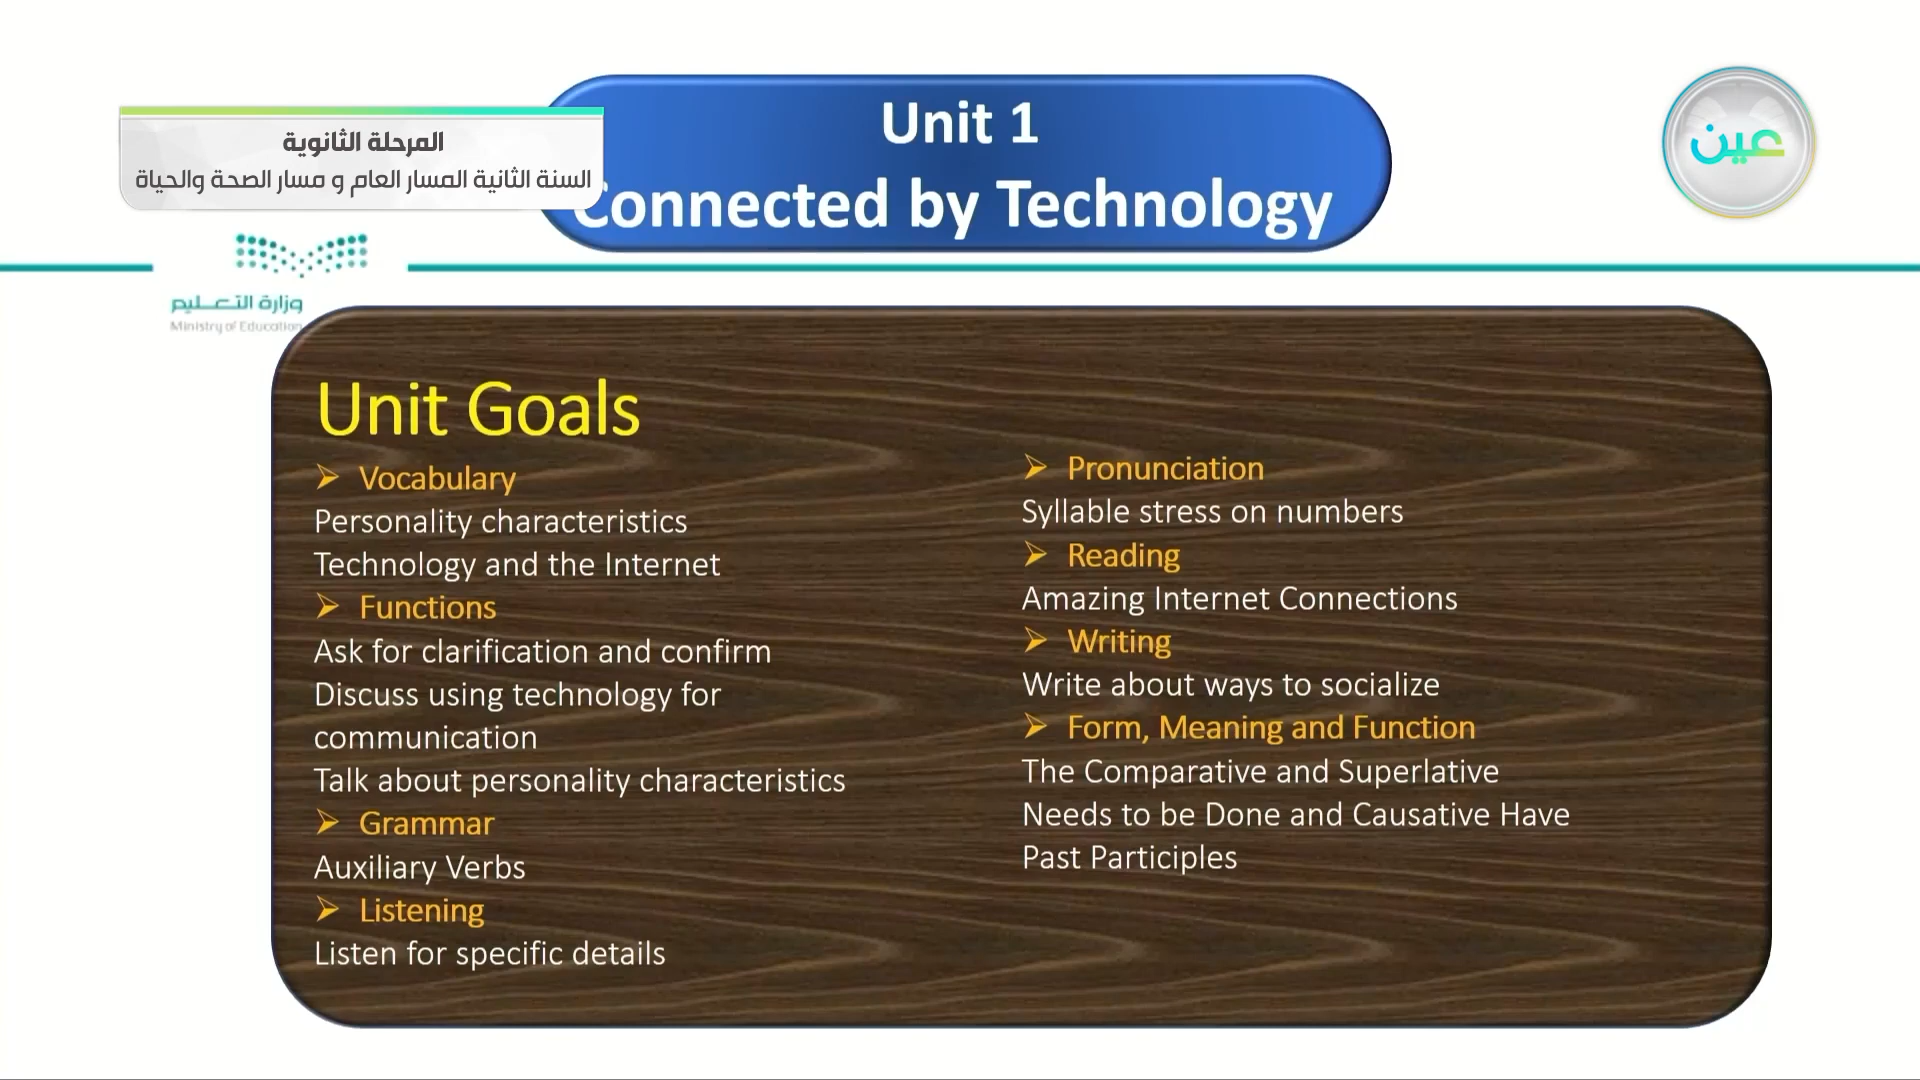 Unit 1
Connected by Technology
المرحلة الثانوية
السنة الثانية المسار العام و مسار الصحة والحياة
عين
وزارة التعليم
Ministry of Education
Unit Goals
➢ Vocabulary
Personality characteristics
Technology and the Internet
➢ Functions
Ask for clarification and confirm
Discuss using technology for
communication
Talk about personality characteristics
➢ Grammar
Auxiliary Verbs
➢ Listening
Listen for specific details
➢ Pronunciation
Syllable stress on numbers
➢ Reading
Amazing Internet Connections
➢ Writing
Write about ways to socialize
➢ Form, Meaning and Function
The Comparative and Superlative
Needs to be Done and Causative Have
Past Participles